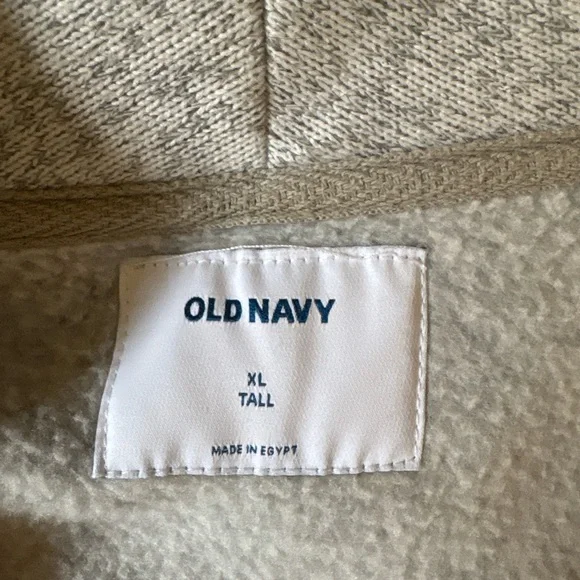 OLD NAVY
XL
TALL
MADE IN EGYPT